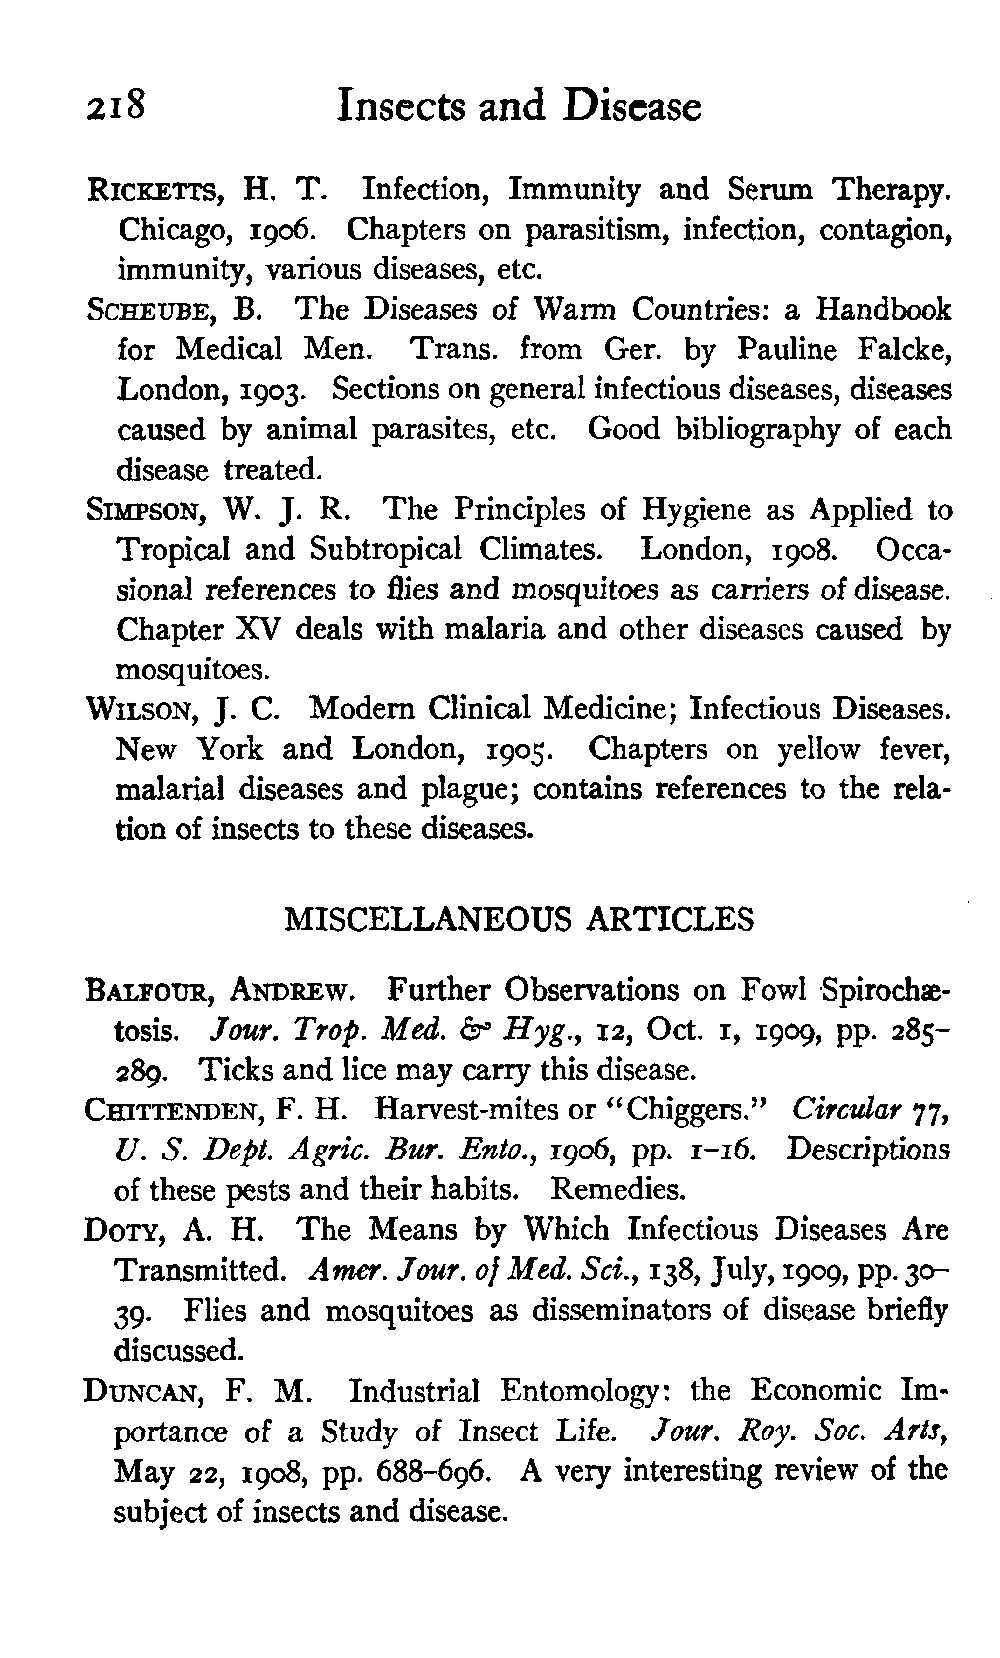 218 Insects and Disease
RICKETTS, H. T. Infection, Immunity and Serum Therapy.
Chicago, 1906. Chapters on parasitism, infection, contagion,
immunity, various diseases, etc.
SCHEUBE, B. The Diseases of Warm Countries: a Handbook
for Medical Men. Trans. from Ger. by Pauline Falcke,
London, 1903. Sections on general infectious diseases, diseases
caused by animal parasites, etc. Good bibliography of each
disease treated.
SIMPSON, W. J. R. The Principles of Hygiene as Applied to
Tropical and Subtropical Climates. London, 1908. Occa-
sional references to flies and mosquitoes as carriers of disease.
Chapter XV deals with malaria and other diseases caused by
mosquitoes.
WILSON, J. C. Modern Clinical Medicine; Infectious Diseases.
New York and London, 1905. Chapters on yellow fever,
malarial diseases and plague; contains references to the rela-
tion of insects to these diseases.
MISCELLANEOUS ARTICLES
BALFOUR, ANDREW. Further Observations on Fowl Spirochæ-
tosis. Jour. Trop. Med. & Hyg., 12, Oct. 1, 1909, pp. 285–
289. Ticks and lice may carry this disease.
CHITTENDEN, F. H. Harvest-mites or "Chiggers." Circular 77,
U. S. Dept. Agric. Bur. Ento., 1906, pp. 1–16. Descriptions
of these pests and their habits. Remedies.
DOTY, A. H. The Means by Which Infectious Diseases Are
Transmitted. Amer. Jour. of Med. Sci., 138, July, 1909, pp. 30–
39. Flies and mosquitoes as disseminators of disease briefly
discussed.
DUNCAN, F. M. Industrial Entomology: the Economic Im-
portance of a Study of Insect Life. Jour. Roy. Soc. Arts,
May 22, 1908, pp. 688–696. A very interesting review of the
subject of insects and disease.